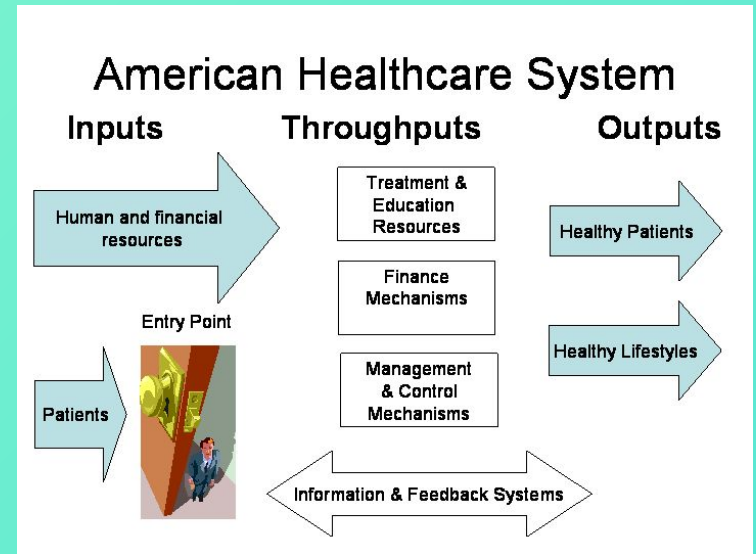 American Healthcare System
Inputs
Throughputs
Outputs
Human and financial
resources
Treatment &
Education
Resources
Healthy Patients
Finance
Mechanisms
Entry Point
Healthy Lifestyles
Patients
Management
& Control
Mechanisms
Information & Feedback Systems